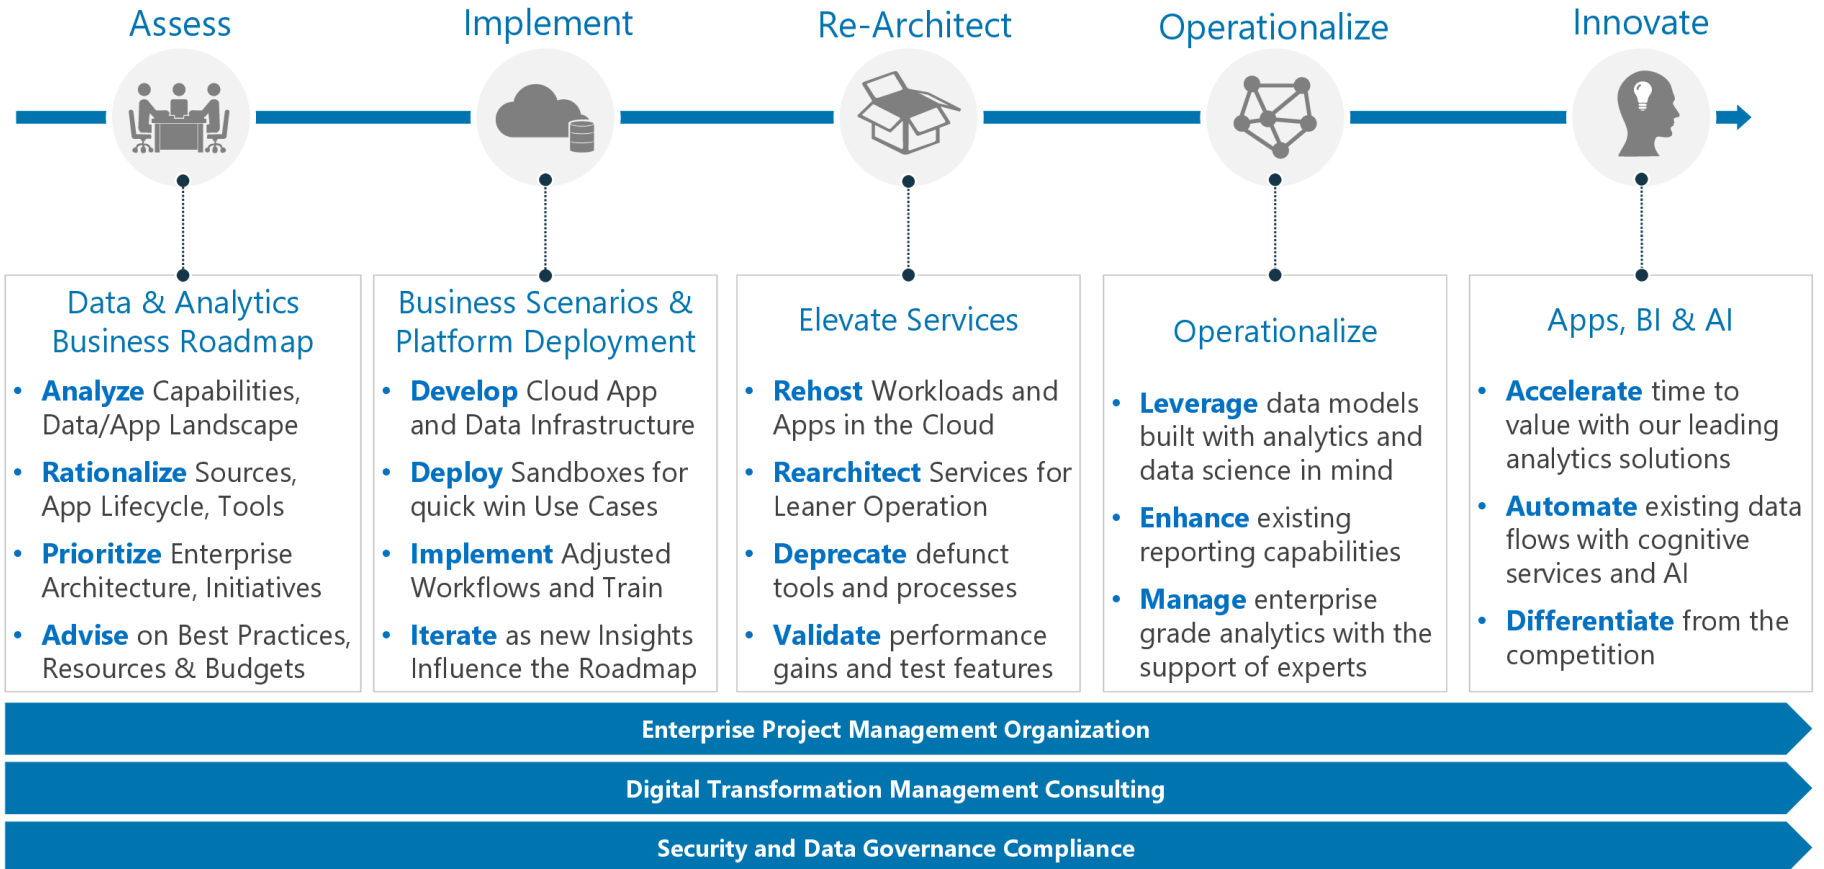 Assess
Implement
Re-Architect
Operationalize
Innovate
Data & Analytics
Business Roadmap
• Analyze Capabilities,
Data/App Landscape
• Rationalize Sources,
App Lifecycle, Tools
• Prioritize Enterprise
Architecture, Initiatives
• Advise on Best Practices,
Resources & Budgets
Business Scenarios &
Platform Deployment
• Develop Cloud App
and Data Infrastructure
• Deploy Sandboxes for
quick win Use Cases
• Implement Adjusted
Workflows and Train
• Iterate as new Insights
Influence the Roadmap
Elevate Services
• Rehost Workloads and
Apps in the Cloud
• Rearchitect Services for
Leaner Operation
• Deprecate defunct
tools and processes
• Validate performance
gains and test features
Operationalize
• Leverage data models
built with analytics and
data science in mind
• Enhance existing
reporting capabilities
• Manage enterprise
grade analytics with the
support of experts
Apps, BI & AI
• Accelerate time to
value with our leading
analytics solutions
• Automate existing data
flows with cognitive
services and AI
• Differentiate from the
competition
Enterprise Project Management Organization
Digital Transformation Management Consulting
Security and Data Governance Compliance